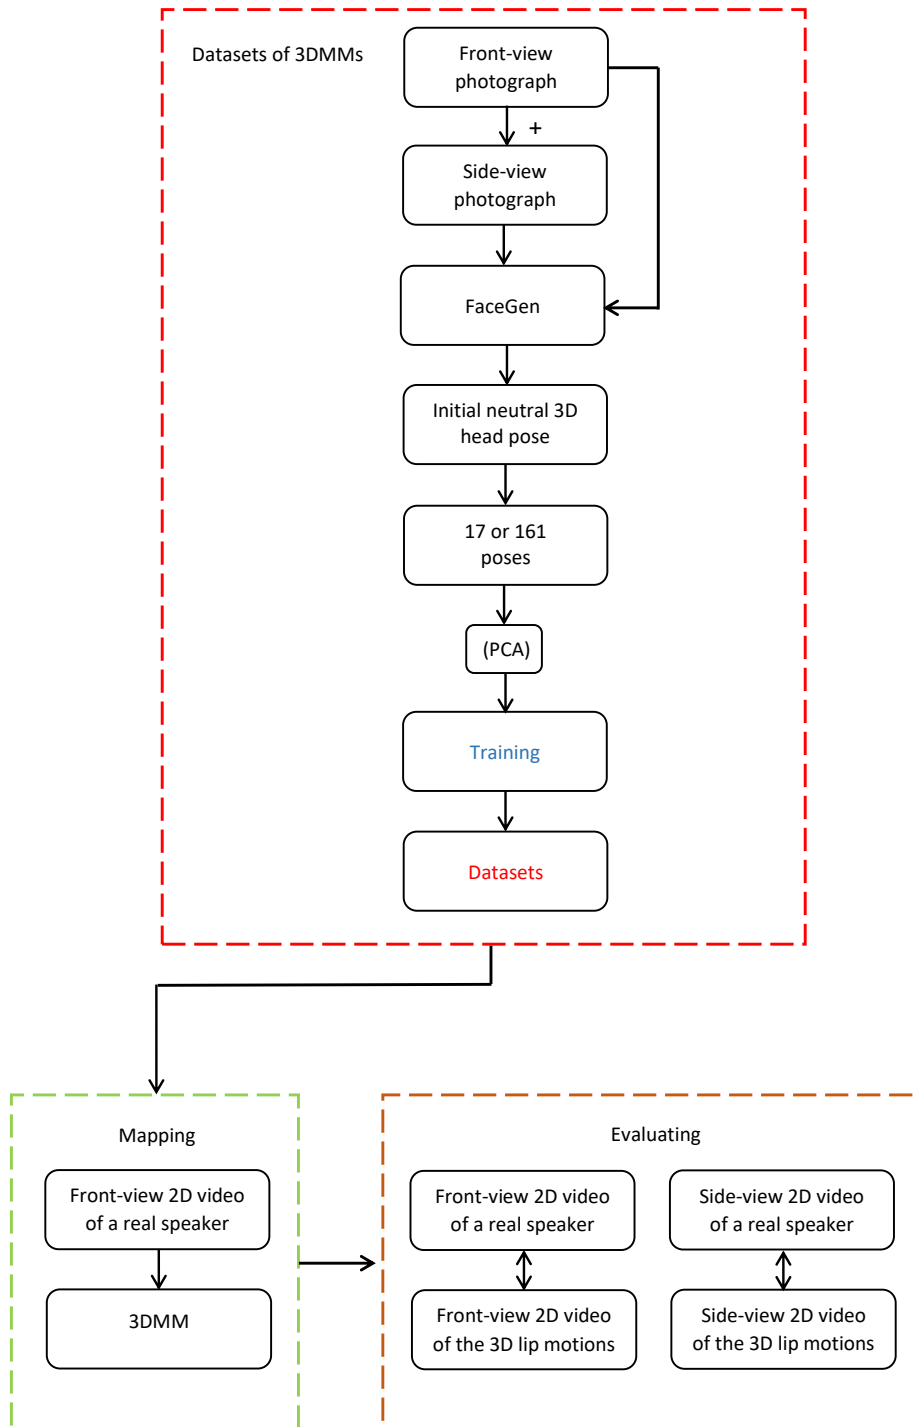 Datasets of 3DMMs
Front-view
photograph
+
Side-view
photograph
FaceGen
Initial neutral 3D
head pose
17 or 161
poses
(PCA)
Training
Datasets
Mapping
Front-view 2D video
of a real speaker
3DMM
Evaluating
Front-view 2D video
of a real speaker
Side-view 2D video
of a real speaker
Front-view 2D video
of the 3D lip motions
Side-view 2D video
of the 3D lip motions